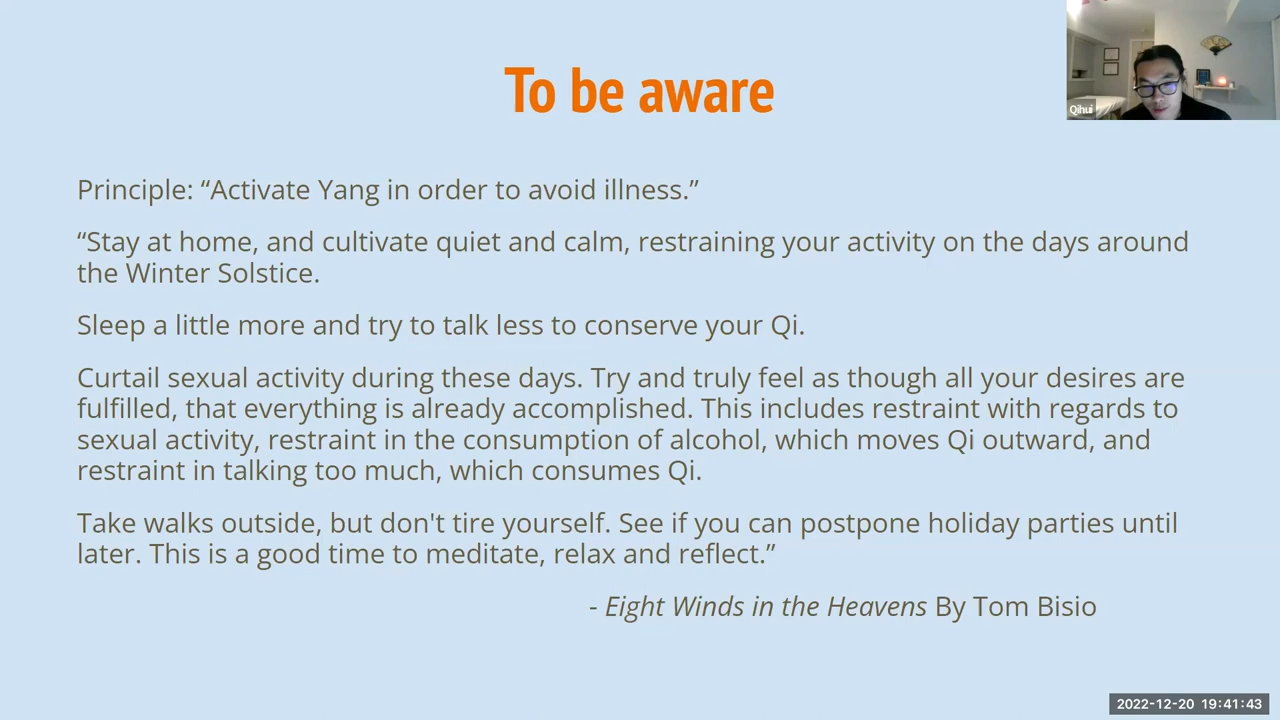 To be aware
Qihui
Principle: “Activate Yang in order to avoid illness.”
“Stay at home, and cultivate quiet and calm, restraining your activity on the days around
the Winter Solstice.
Sleep a little more and try to talk less to conserve your Qi.
Curtail sexual activity during these days. Try and truly feel as though all your desires are
fulfilled, that everything is already accomplished. This includes restraint with regards to
sexual activity, restraint in the consumption of alcohol, which moves Qi outward, and
restraint in talking too much, which consumes Qi.
Take walks outside, but don't tire yourself. See if you can postpone holiday parties until
later. This is a good time to meditate, relax and reflect.”
- Eight Winds in the Heavens By Tom Bisio
2022-12-20 19:41:43